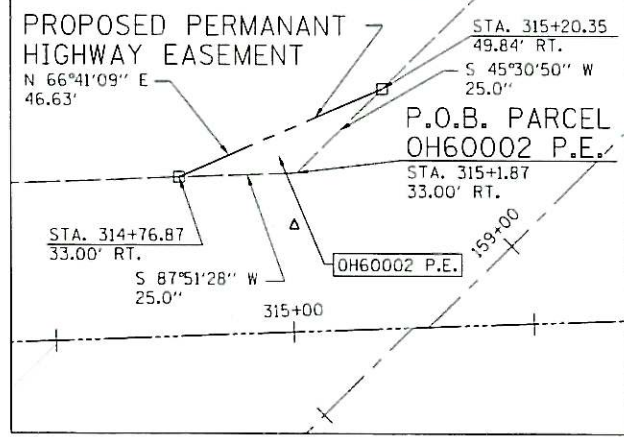 PROPOSED PERMANANT
HIGHWAY EASEMENT
N 66°41'09" E
46.63'
STA. 315+20.35
49.84' RT.
S 45°30'50" W
25.0"
P.O.B. PARCEL
OH60002 P.E.
STA. 315+1.87
33.00' RT.
STA. 314+76.87
33.00' RT.
S 87°51'28" W
25.0"
OH60002 P.E.
159+00
315+00